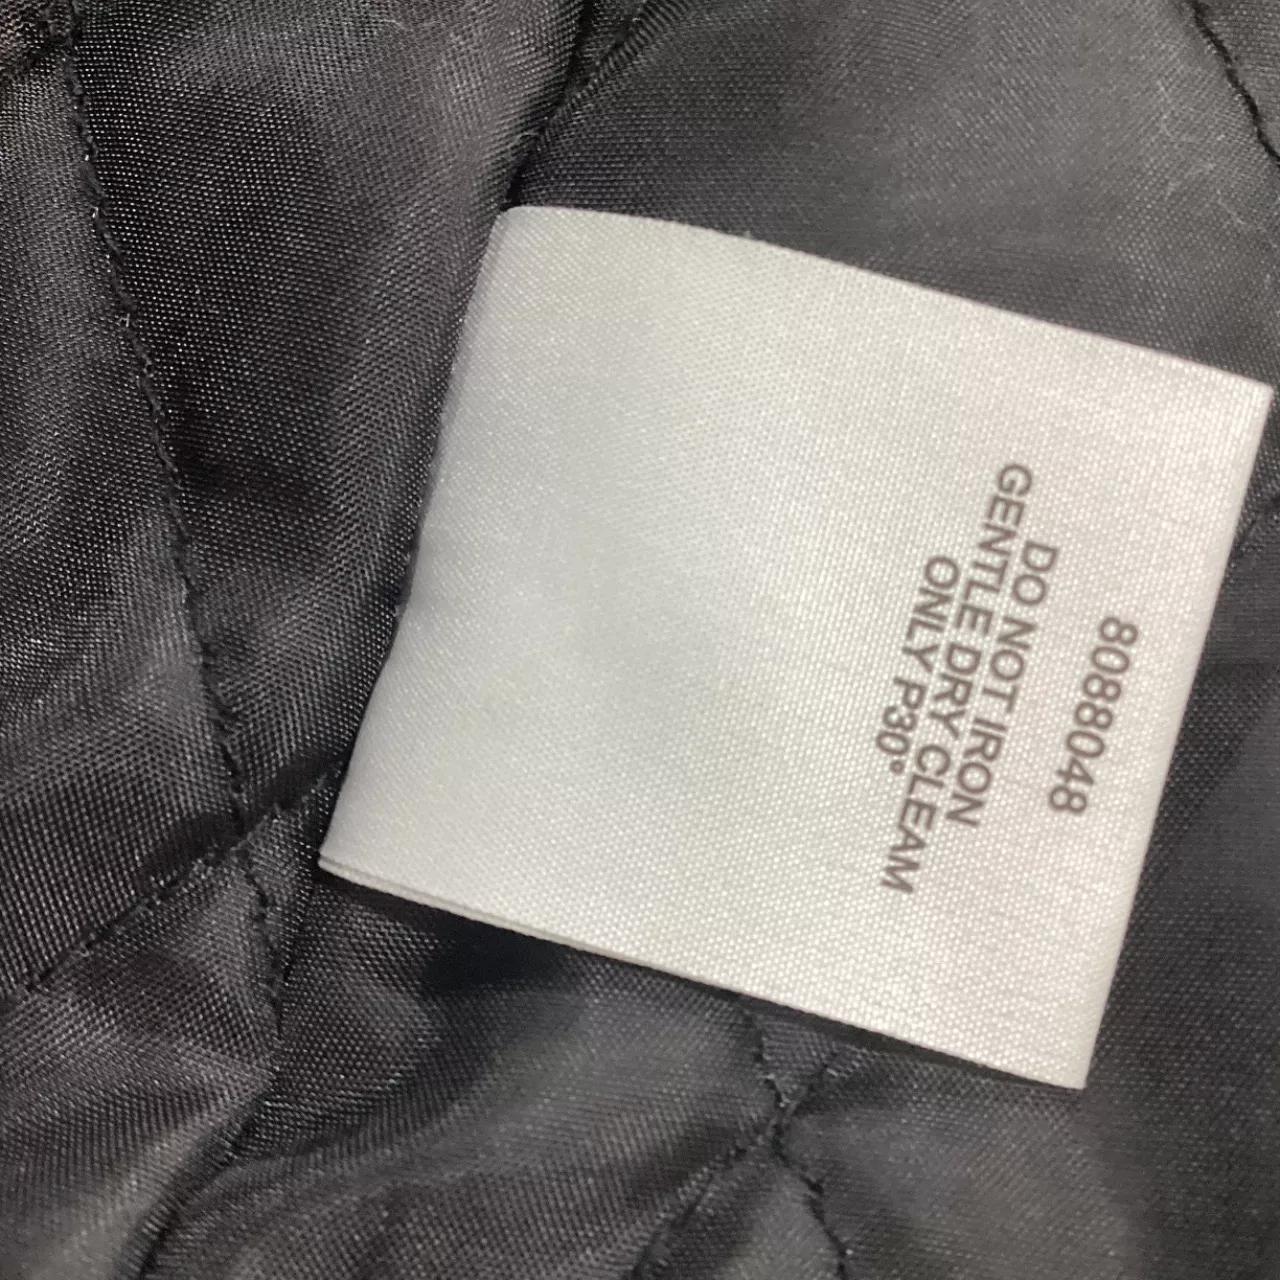 8088048
DO NOT IRON
GENTLE DRY CLEAM
ONLY P30°